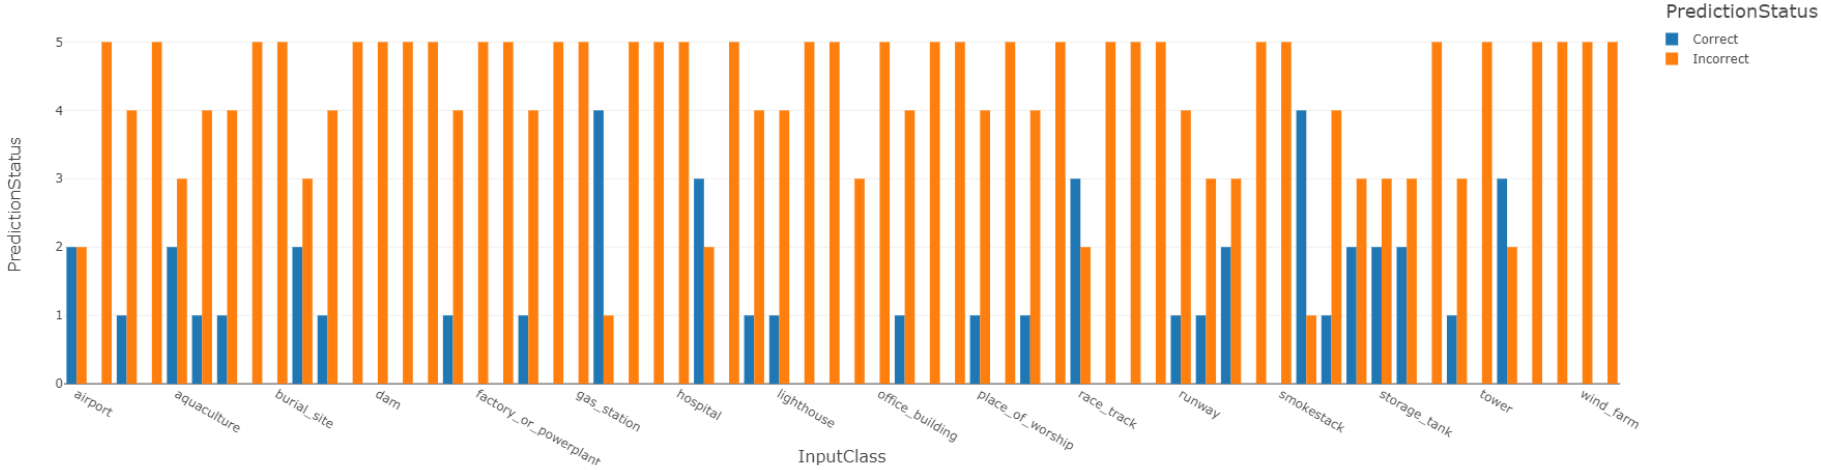 PredictionStatus
Correct
Incorrect
PredictionStatus
5
4
3
2
1
0
airport
aquaculture
burial_site
dam
factory_or_powerplant
gas_station
hospital
lighthouse
office_building
place_of_worship
race_track
runway
smokestack
storage_tank
tower
wind_farm
InputClass